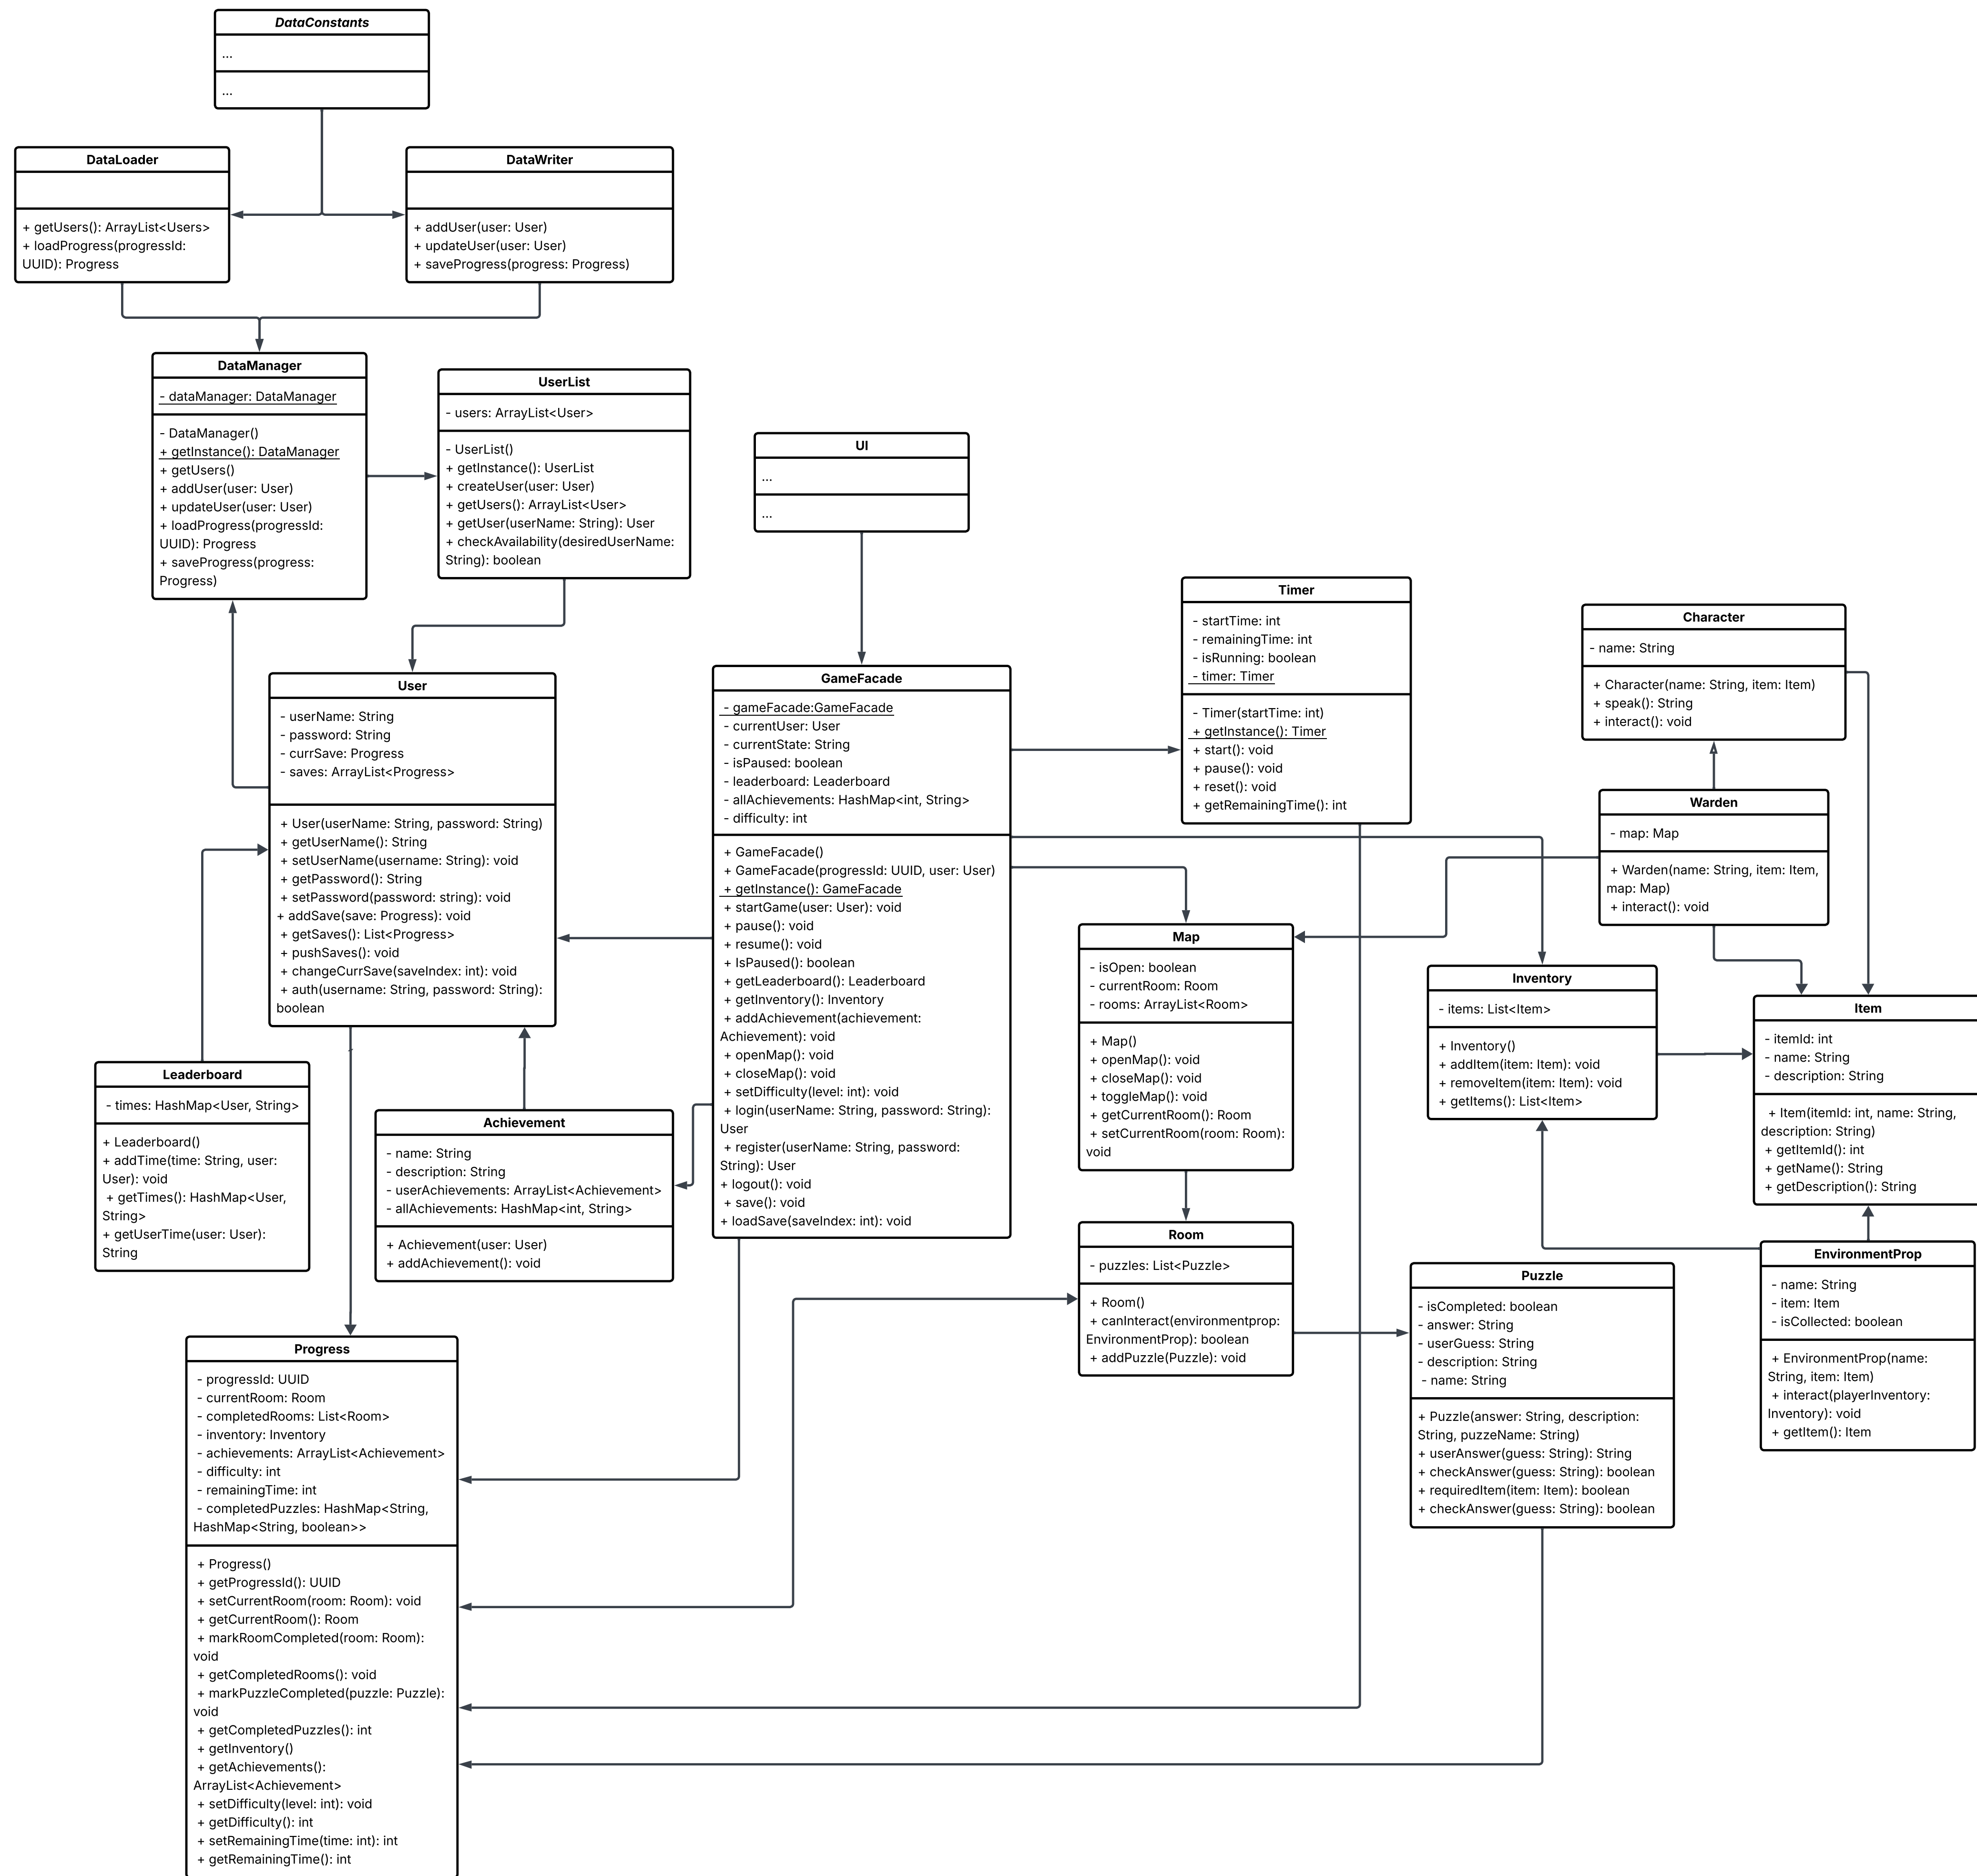 DataConstants
...
...
DataLoader
+ getUsers(): ArrayList<Users>
+ loadProgress(progressId:
UUID): Progress
DataWriter
+ addUser(user: User)
+ updateUser(user: User)
+ saveProgress(progress: Progress)
DataManager
- dataManager: DataManager
- DataManager()
+ getInstance(): DataManager
+ getUsers()
+ addUser(user: User)
+ updateUser(user: User)
+ loadProgress(progressId:
UUID): Progress
+ saveProgress(progress:
Progress)
UserList
- users: ArrayList<User>
- UserList()
+ getInstance(): UserList
+ createUser(user: User)
+ getUsers(): ArrayList<User>
+ getUser(userName: String): User
+ checkAvailability(desiredUserName:
String): boolean
UI
...
...
Timer
- startTime: int
- remainingTime: int
- isRunning: boolean
- timer: Timer
- Timer(startTime: int)
+ getInstance(): Timer
+ start(): void
+ pause(): void
+ reset(): void
+ getRemainingTime(): int
Character
- name: String
+ Character(name: String, item: Item)
+ speak(): String
+ interact(): void
User
- userName: String
- password: String
- currSave: Progress
- saves: ArrayList<Progress>
+ User(userName: String, password: String)
+ getUserName(): String
+ setUserName(username: String): void
+ getPassword(): String
+ setPassword(password: string): void
+ addSave(save: Progress): void
+ getSaves(): List<Progress>
+ pushSaves(): void
+ changeCurrSave(saveIndex: int): void
+ auth(username: String, password: String):
boolean
GameFacade
- gameFacade:GameFacade
- currentUser: User
- currentState: String
- isPaused: boolean
- leaderboard: Leaderboard
- allAchievements: HashMap<int, String>
- difficulty: int
+ GameFacade()
+ GameFacade(progressId: UUID, user: User)
+ getInstance(): GameFacade
+ startGame(user: User): void
+ pause(): void
+ resume(): void
+ IsPaused(): boolean
+ getLeaderboard(): Leaderboard
+ getInventory(): Inventory
+ addAchievement(achievement:
Achievement): void
+ openMap(): void
+ closeMap(): void
+ setDifficulty(level: int): void
+ login(userName: String, password: String):
User
+ register(userName: String, password:
String): User
+ logout(): void
+ save(): void
+ loadSave(saveIndex: int): void
Warden
- map: Map
+ Warden(name: String, item: Item,
map: Map)
+ interact(): void
Map
- isOpen: boolean
- currentRoom: Room
- rooms: ArrayList<Room>
+ Map()
+ openMap(): void
+ closeMap(): void
+ toggleMap(): void
+ getCurrentRoom(): Room
+ setCurrentRoom(room: Room):
void
Inventory
- items: List<Item>
+ Inventory()
+ addItem(item: Item): void
+ removeItem(item: Item): void
+ getItems(): List<Item>
Item
- itemId: int
- name: String
- description: String
+ Item(itemId: int, name: String,
description: String)
+ getItemId(): int
+ getName(): String
+ getDescription(): String
Leaderboard
- times: HashMap<User, String>
+ Leaderboard()
+ addTime(time: String, user:
User): void
+ getTimes(): HashMap<User,
String>
+ getUserTime(user: User):
String
Achievement
- name: String
- description: String
- userAchievements: ArrayList<Achievement>
- allAchievements: HashMap<int, String>
+ Achievement(user: User)
+ addAchievement(): void
Room
- puzzles: List<Puzzle>
+ Room()
+ canInteract(environmentprop:
EnvironmentProp): boolean
+ addPuzzle(Puzzle): void
Puzzle
- isCompleted: boolean
- answer: String
- userGuess: String
- description: String
- name: String
+ Puzzle(answer: String, description:
String, puzzeName: String)
+ userAnswer(guess: String): String
+ checkAnswer(guess: String): boolean
+ requiredItem(item: Item): boolean
+ checkAnswer(guess: String): boolean
EnvironmentProp
- name: String
- item: Item
- isCollected: boolean
+ EnvironmentProp(name:
String, item: Item)
+ interact(playerInventory:
Inventory): void
+ getItem(): Item
Progress
- progressId: UUID
- currentRoom: Room
- completedRooms: List<Room>
- inventory: Inventory
- achievements: ArrayList<Achievement>
- difficulty: int
- remainingTime: int
- completedPuzzles: HashMap<String,
HashMap<String, boolean>>
+ Progress()
+ getProgressId(): UUID
+ setCurrentRoom(room: Room): void
+ getCurrentRoom(): Room
+ markRoomCompleted(room: Room):
void
+ getCompletedRooms(): void
+ markPuzzleCompleted(puzzle: Puzzle):
void
+ getCompletedPuzzles(): int
+ getInventory()
+ getAchievements():
ArrayList<Achievement>
+ setDifficulty(level: int): void
+ getDifficulty(): int
+ setRemainingTime(time: int): int
+ getRemainingTime(): int